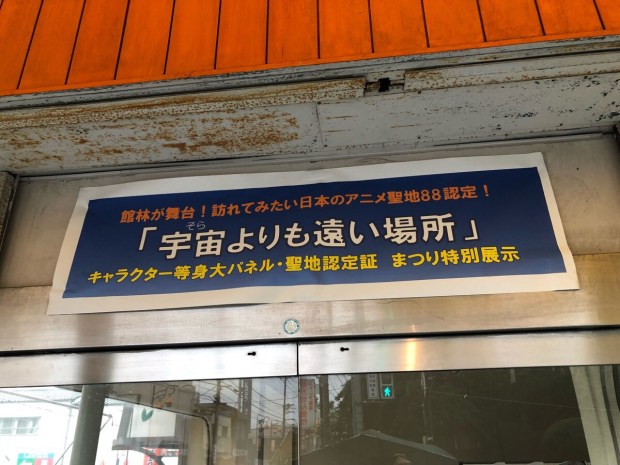 館林が舞台！訪れてみたい日本のアニメ聖地88認定！
そら
「宇宙よりも遠い場所」
キャラクター等身大パネル・聖地認定証 まつり特別展示